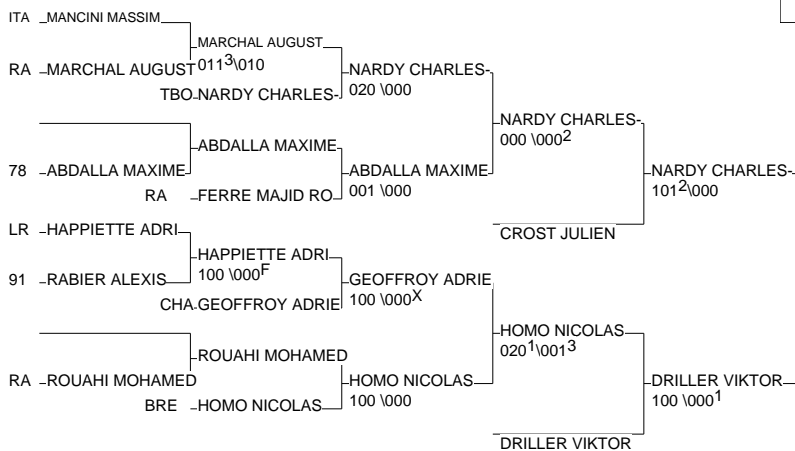 ITA MANCINI MASSIM
MARCHAL AUGUST
011³\010
RA MARCHAL AUGUST
NARDY CHARLES-
020 \000
TBO NARDY CHARLES-
NARDY CHARLES-
000 \000²
ABDALLA MAXIME
78 ABDALLA MAXIME
ABDALLA MAXIME
001 \000
NARDY CHARLES-
101²\000
RA FERRE MAJID RO
CROST JULIEN
LR HAPPIETTE ADRI
HAPPIETTE ADRI
100 \000F
91 RABIER ALEXIS
GEOFFROY ADRIE
100 \000X
CHA GEOFFROY ADRIE
HOMO NICOLAS
020¹\001³
ROUAHI MOHAMED
RA ROUAHI MOHAMED
HOMO NICOLAS
100 \000
DRILLER VIKTOR
100 \000¹
BRE HOMO NICOLAS
DRILLER VIKTOR